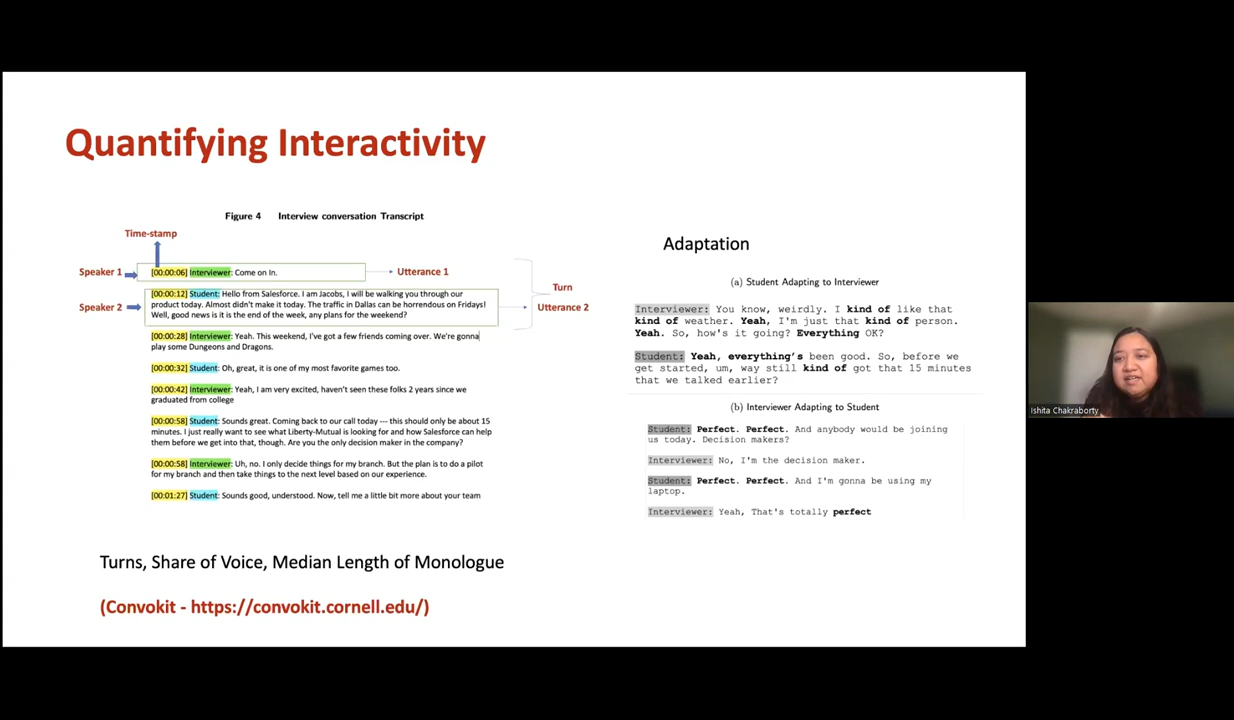 Quantifying Interactivity
Figure 4 Interview conversation Transcript
Time-stamp
Speaker 1
[00:00:06] Interviewer: Come on In.
Utterance 1
Turn
Speaker 2
[00:00:12] Student: Hello from Salesforce. I am Jacobs, I will be walking you through our
product today. Almost didn't make it today. The traffic in Dallas can be horrendous on Fridays!
Well, good news is it is the end of the week, any plans for the weekend?
Utterance 2
[00:00:28] Interviewer: Yeah. This weekend, I've got a few friends coming over. We're gonna
play some Dungeons and Dragons.
[00:00:32] Student: Oh, great, it is one of my most favorite games too.
[00:00:42] Interviewer: Yeah, I am very excited, haven't seen these folks 2 years since we
graduated from college
[00:00:58] Student: Sounds great. Coming back to our call today --- this should only be about 15
minutes. I just really want to see what Liberty-Mutual is looking for and how Salesforce can help
them before we get into that, though. Are you the only decision maker in the company?
[00:00:58] Interviewer: Uh, no. I only decide things for my branch. But the plan is to do a pilot
for my branch and then take things to the next level based on our experience.
[00:01:27] Student: Sounds good, understood. Now, tell me a little bit more about your team
Turns, Share of Voice, Median Length of Monologue
(Convokit - https://convokit.cornell.edu/)
Adaptation
(a) Student Adapting to Interviewer
Interviewer: You know, weirdly. I kind of like that
kind of weather. Yeah, I'm just that kind of person.
Yeah. So, how's it going? Everything OK?
Student: Yeah, everything's been good. So, before we
get started, um, way still kind of got that 15 minutes
that we talked earlier?
(b) Interviewer Adapting to Student
Student: Perfect. Perfect. And anybody would be joining
us today. Decision makers?
Interviewer: No, I'm the decision maker.
Student: Perfect. Perfect. And I'm gonna be using my
laptop.
Interviewer: Yeah, That's totally perfect
Ishita Chakraborty